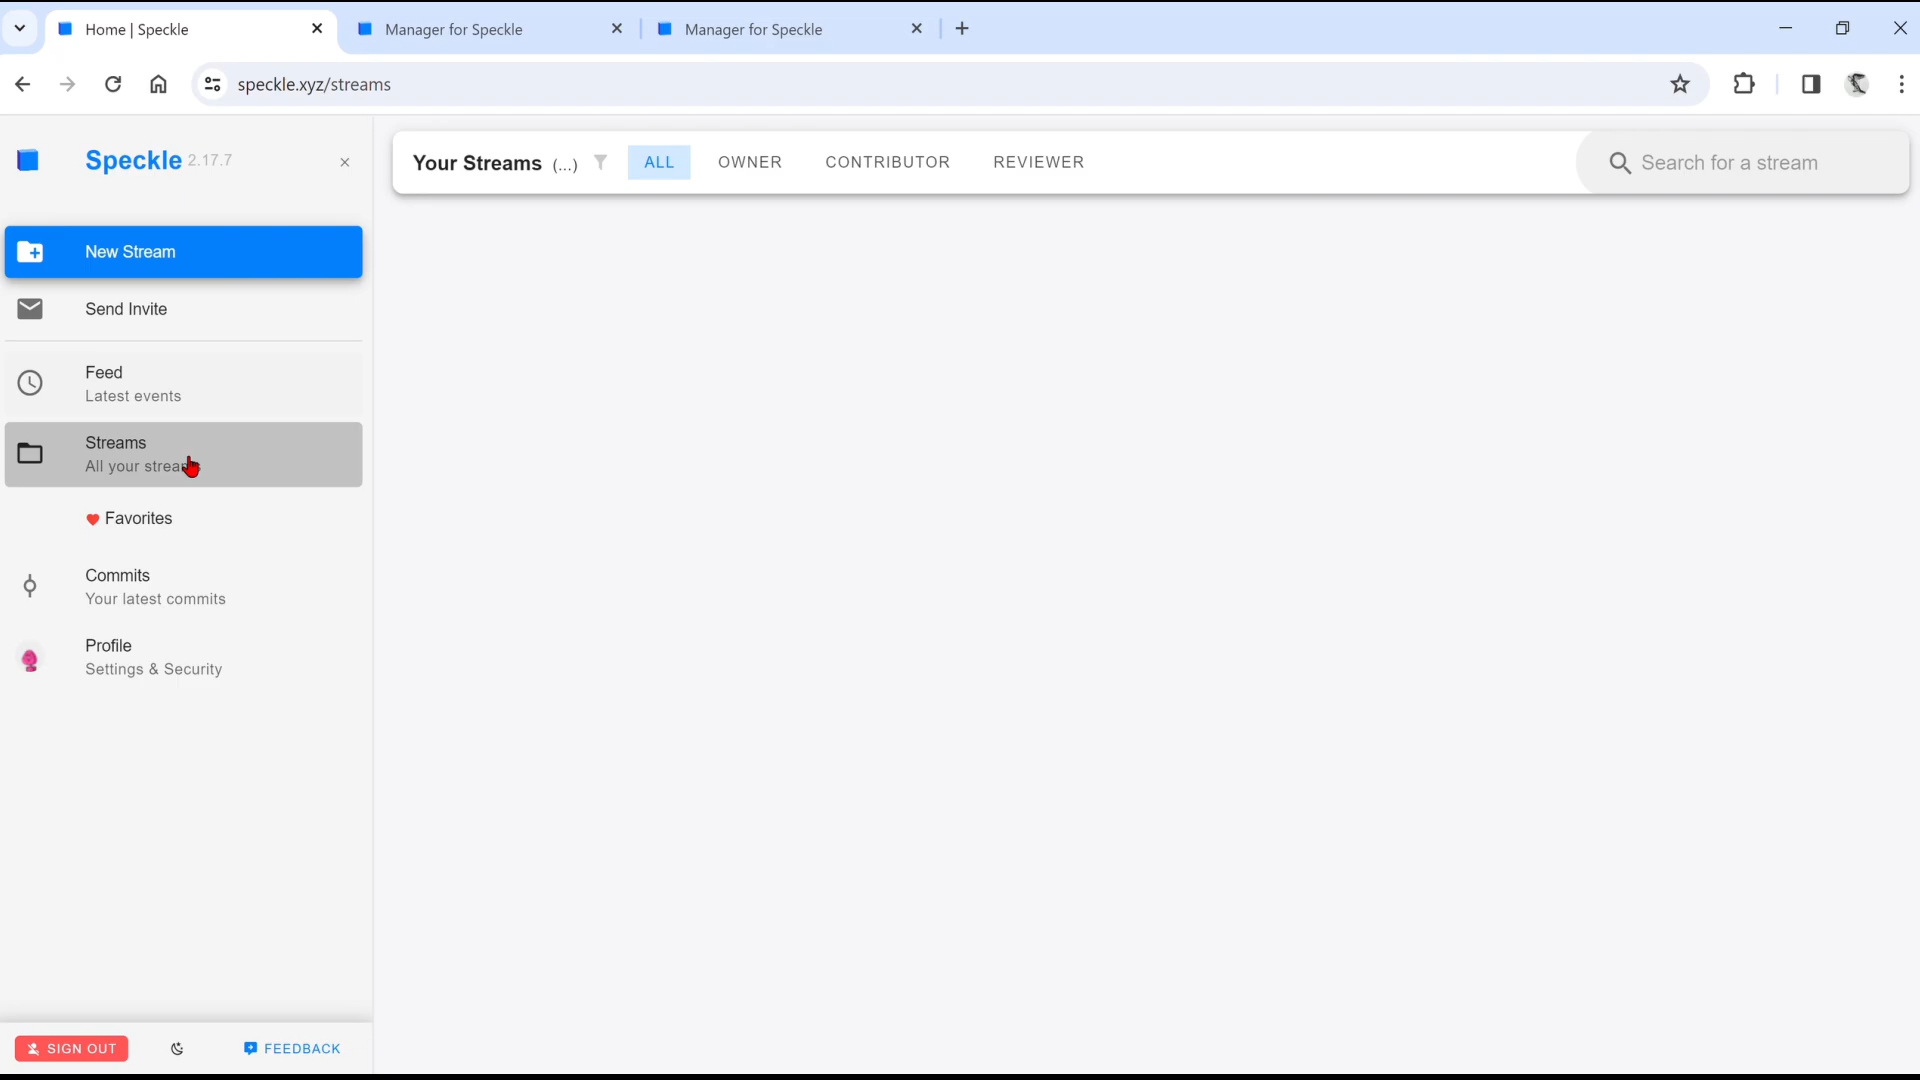 Home | Speckle
Manager for Speckle
Manager for Speckle
speckle.xyz/streams
Speckle 2.17.7
Your Streams (...)
ALL
OWNER
CONTRIBUTOR
REVIEWER
Search for a stream
New Stream
Send Invite
Feed
Latest events
Streams
All your
Favorites
Commits
Your latest commits
Profile
Settings & Security
SIGN OUT
FEEDBACK